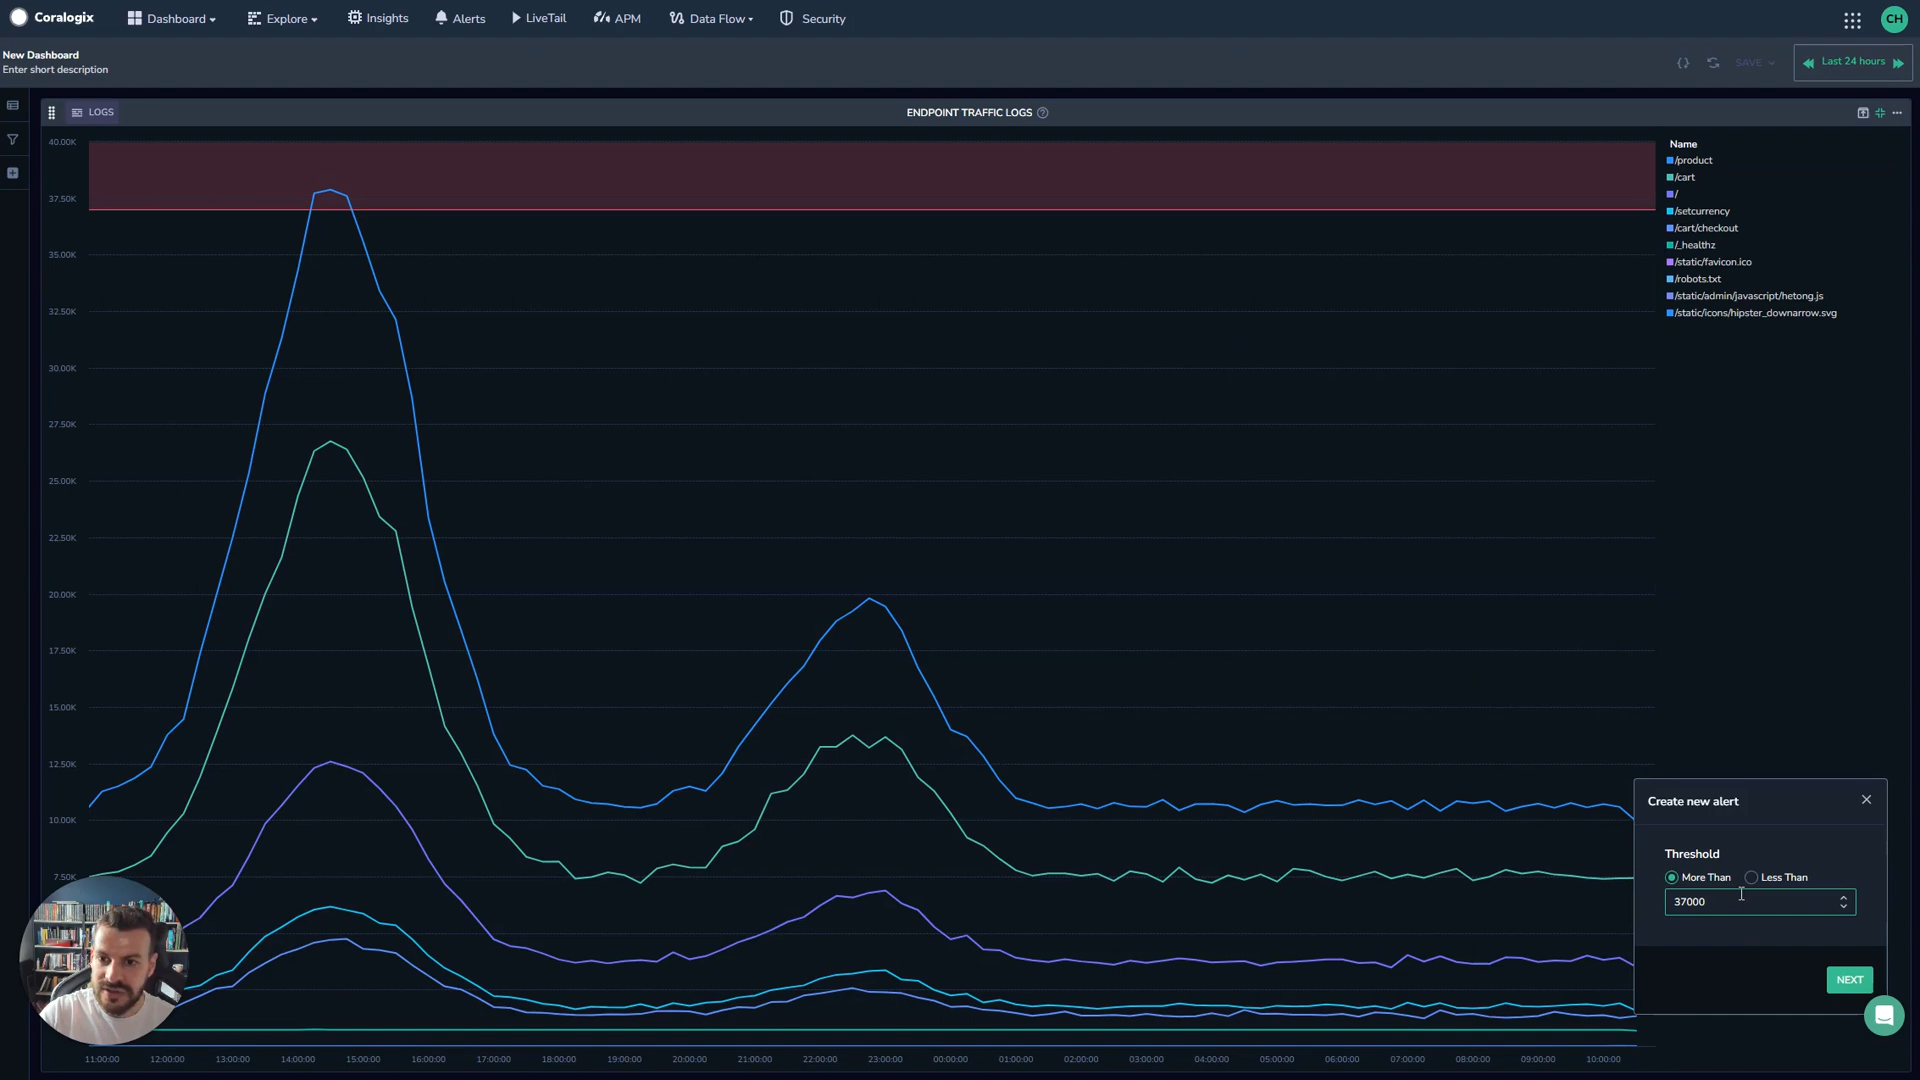 Coralogix
Dashboard
Explore
Insights
Alerts
LiveTail
APM
Data Flow
Security
CH
New Dashboard
Enter short description
SAVE
Last 24 hours
LOGS
ENDPOINT TRAFFIC LOGS
40.00K
37.50K
35.00K
32.50K
30.00K
27.50K
25.00K
22.50K
20.00K
17.50K
15.00K
12.50K
10.00K
7.50K
Name
/product
/cart
/
/setcurrency
/cart/checkout
/_healthz
/static/favicon.ico
/robots.txt
/static/admin/javascript/hetong.js
/static/icons/hipster_downarrow.svg
Create new alert
Threshold
More Than
Less Than
37000
NEXT
11:00:00
12:00:00
13:00:00
14:00:00
15:00:00
16:00:00
17:00:00
18:00:00
19:00:00
20:00:00
21:00:00
22:00:00
23:00:00
00:00:00
01:00:00
02:00:00
03:00:00
04:00:00
05:00:00
06:00:00
07:00:00
08:00:00
09:00:00
10:00:00